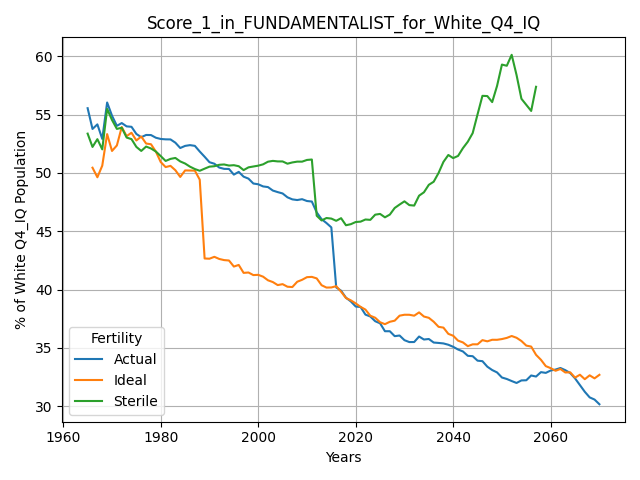 Score_1_in_FUNDAMENTALIST_for_White_Q4_IQ
% of White Q4_IQ Population
60
55
50
45
40
35
30
Fertility
Actual
Ideal
Sterile
1960
1980
2000
2020
2040
2060
Years